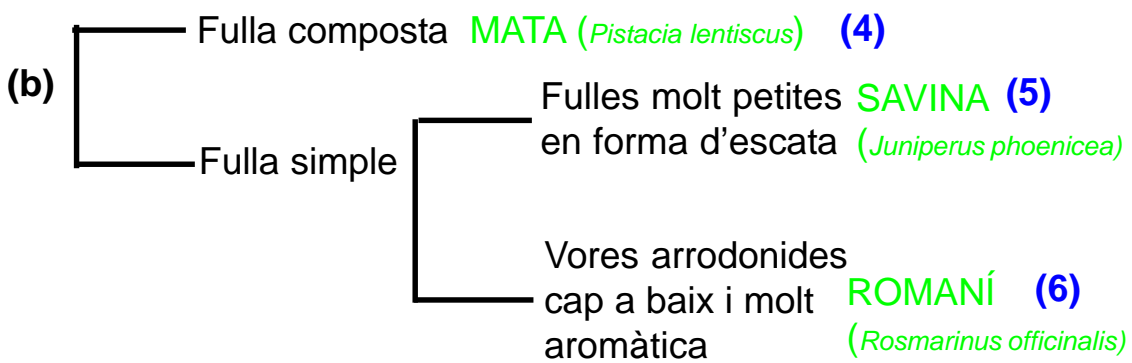 Fulla composta MATA (Pistacia lentiscus) (4)
(b)
Fulles molt petites SAVINA (5)
en forma d'escata (Juniperus phoenicea)
Fulla simple
Vores arrodonides
cap a baix i molt ROMANÍ (6)
aromàtica (Rosmarinus officinalis)